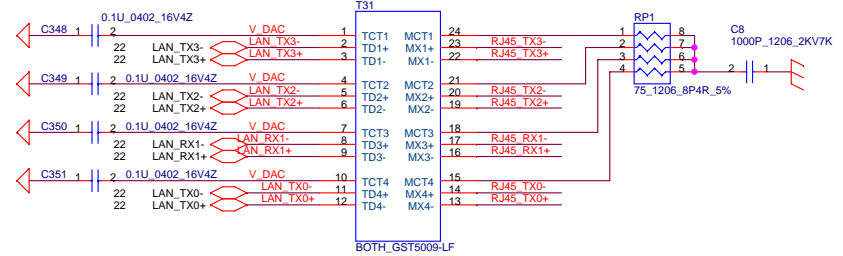 T31
0.1U_0402_16V4Z
C348 1 2 V_DAC 1 TCT1 MCT1 24
22 LAN_TX3- LAN_TX3- 2 TD1+ MX1+ 23 RJ45_TX3-
22 LAN_TX3+ LAN_TX3+ 3 TD1- MX1- 22 RJ45_TX3+
C349 1 2 0.1U_0402_16V4Z V_DAC 4 TCT2 MCT2 21
22 LAN_TX2- LAN_TX2- 5 TD2+ MX2+ 20 RJ45_TX2-
22 LAN_TX2+ LAN_TX2+ 6 TD2- MX2- 19 RJ45_TX2+
C350 1 2 0.1U_0402_16V4Z V_DAC 7 TCT3 MCT3 18
22 LAN_RX1- LAN_RX1- 8 TD3+ MX3+ 17 RJ45_RX1-
22 LAN_RX1+ LAN_RX1+ 9 TD3- MX3- 16 RJ45_RX1+
C351 1 2 0.1U_0402_16V4Z V_DAC 10 TCT4 MCT4 15
22 LAN_TX0- LAN_TX0- 11 TD4+ MX4+ 14 RJ45_TX0-
22 LAN_TX0+ LAN_TX0+ 12 TD4- MX4- 13 RJ45_TX0+
BOTH_GST5009-LF
RP1
1 8
2 7
3 6
4 5
75_1206_8P4R_5%
C8
1000P_1206_2KV7K
2 1